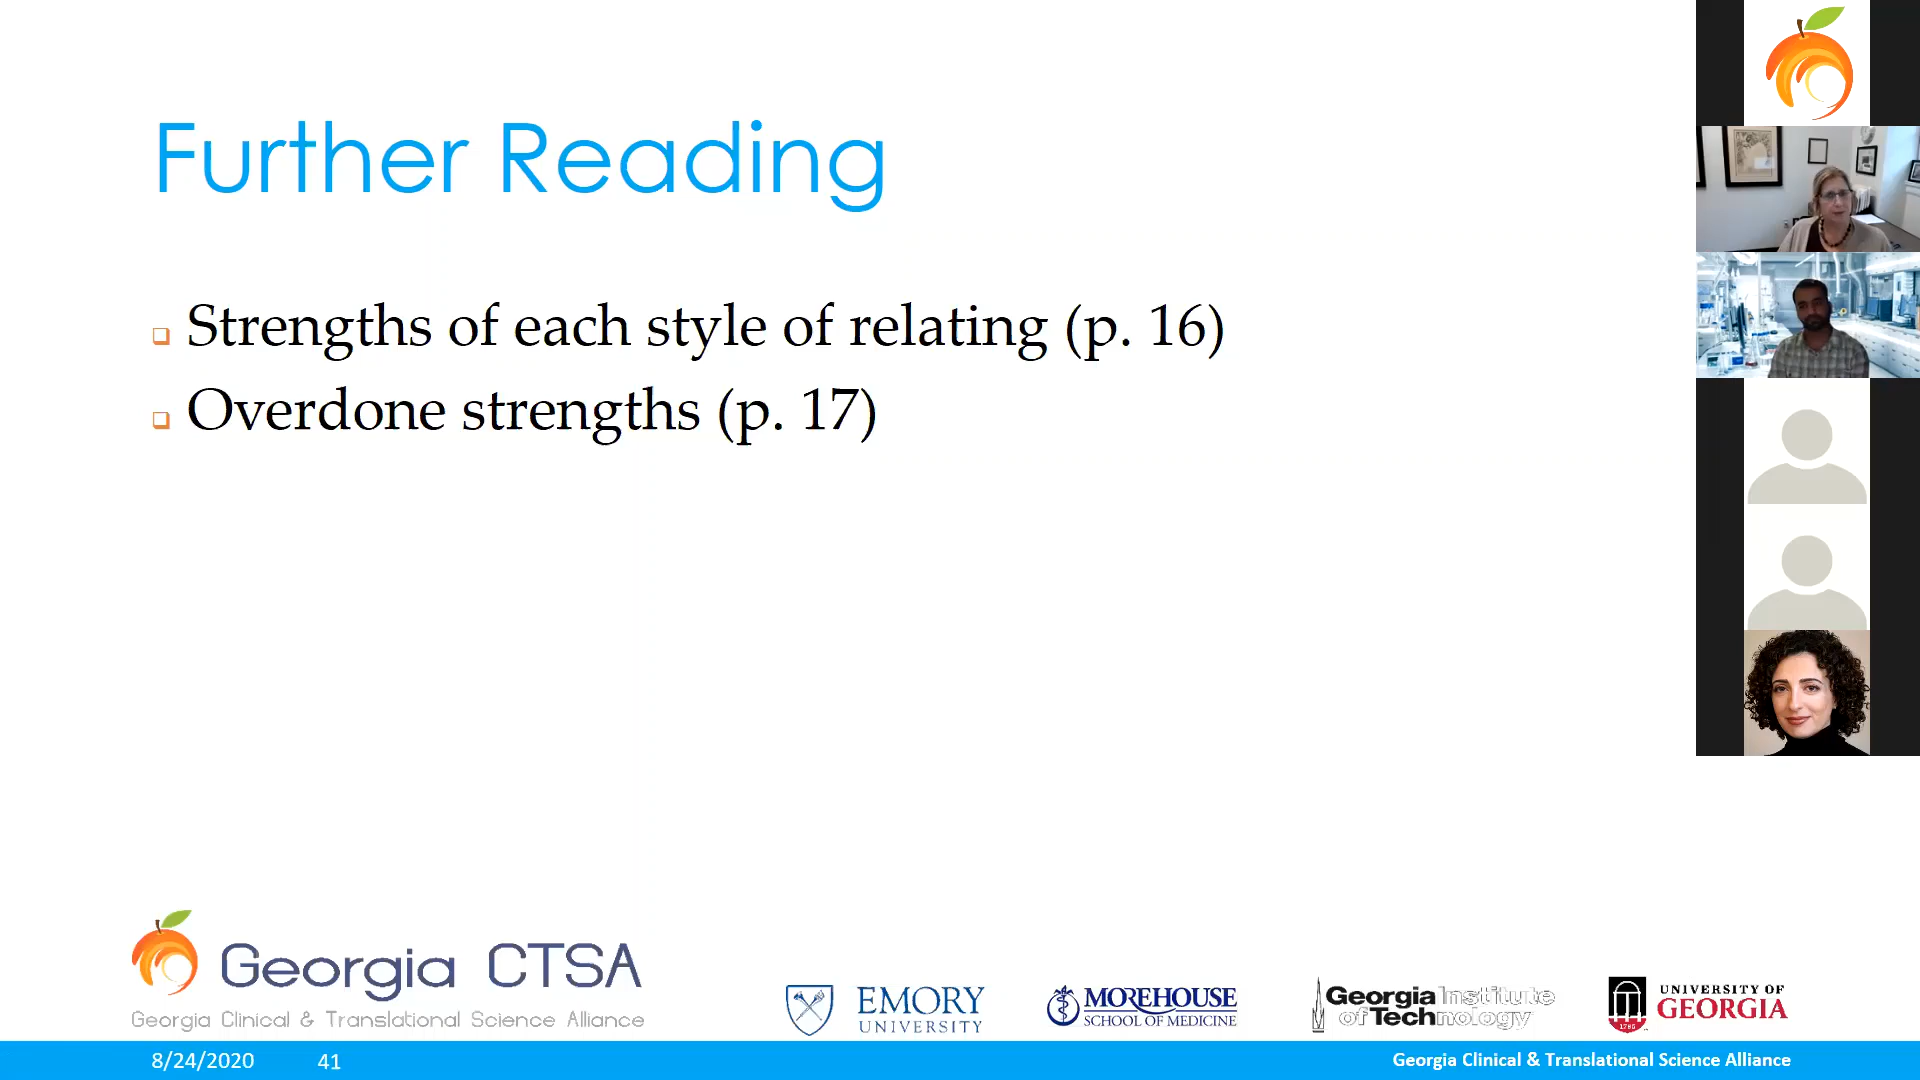 Further Reading
Strengths of each style of relating (p. 16)
Overdone strengths (p. 17)
Georgia CTSA
Georgia Clinical & Translational Science Alliance
EMORY
UNIVERSITY
MOREHOUSE
SCHOOL OF MEDICINE
Georgia Institute
of Technology
UNIVERSITY OF
GEORGIA
1785
8/24/2020
41
Georgia Clinical & Translational Science Alliance